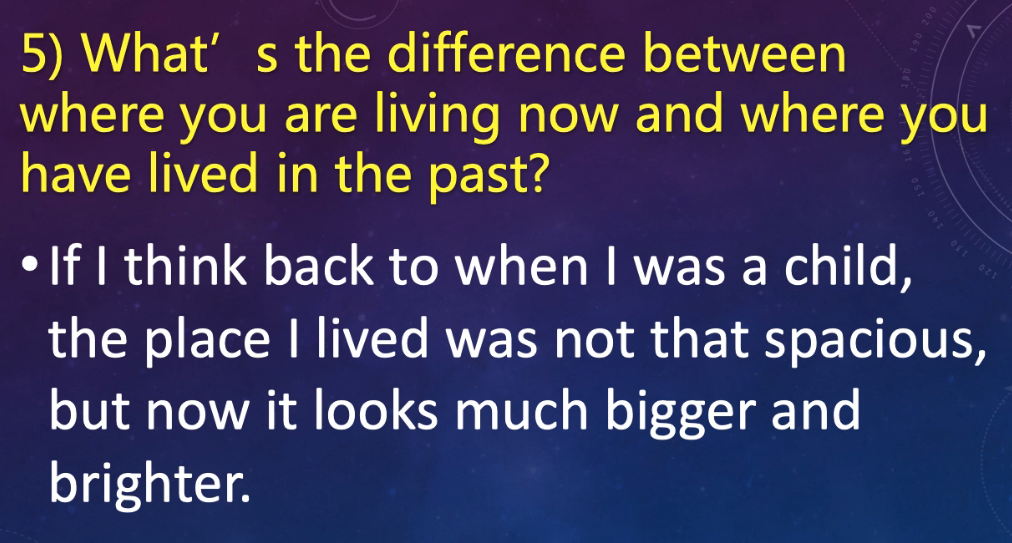 5) What’ s the difference between
where you are living now and where you
have lived in the past?
•If I think back to when I was a child,
the place I lived was not that spacious,
but now it looks much bigger and
brighter.